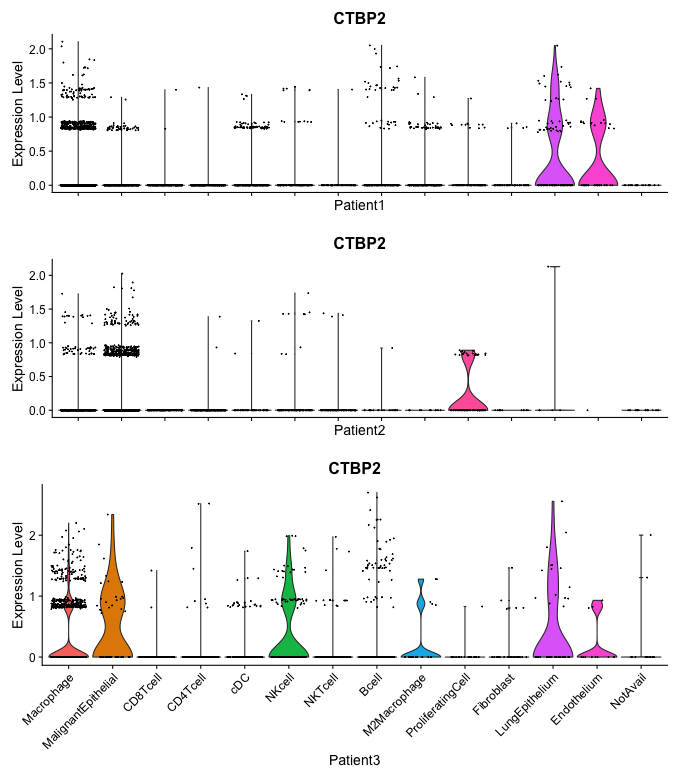 CTBP2
Expression Level
2.0
1.5
1.0
0.5
0.0
Patient1
CTBP2
Expression Level
2.0
1.5
1.0
0.5
0.0
Patient2
CTBP2
Expression Level
2
1
0
Macrophage
MalignantEpithelial
CD8Tcell
CD4Tcell
cDC
NKcell
NKTcell
Bcell
M2Macrophage
ProliferatingCell
Fibroblast
LungEpithelium
Endothelium
NotAvail
Patient3